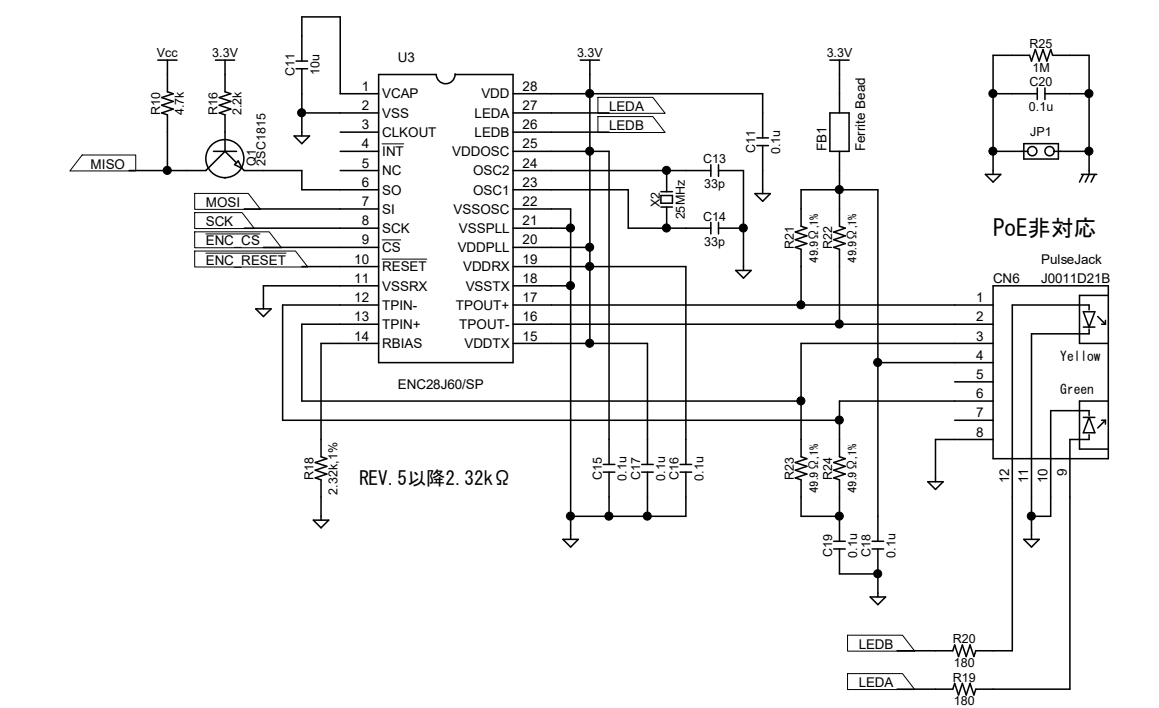 Vcc
3.3V
R10
4.7k
R16
2.2k
Q1
2SC1815
MISO
C11
10u
U3
1 VCAP
2 VSS
3 CLKOUT
4 INT
5 NC
6 SO
7 SI
8 SCK
9 CS
10 RESET
11 VSSRX
12 TPIN-
13 TPIN+
14 RBIAS
VDD 28
LEDA 27
LEDB 26
VDDOSC 25
OSC2 24
OSC1 23
VSSOSC 22
VSSPLL 21
VDDPLL 20
VDDRX 19
VSSTX 18
TPOUT+ 17
TPOUT- 16
VDDTX 15
ENC28J60/SP
MOSI
SCK
ENC_CS
ENC_RESET
3.3V
LEDA
LEDB
C11
0.1u
C13
33p
X2
25MHz
C14
33p
3.3V
FB1
Ferrite Bead
R21
49.9Ω,1%
R22
49.9Ω,1%
R25
1M
C20
0.1u
JP1
PoE非対応
PulseJack
CN6 J0011D21B
1
2
3
4
5
6
7
8
Yellow
Green
12
11
10
9
R18
2.32k,1%
REV.5以降2.32kΩ
C15
0.1u
C17
0.1u
C16
0.1u
R23
49.9Ω,1%
R24
49.9Ω,1%
C19
0.1u
C18
0.1u
LEDB
R20
180
LEDA
R19
180